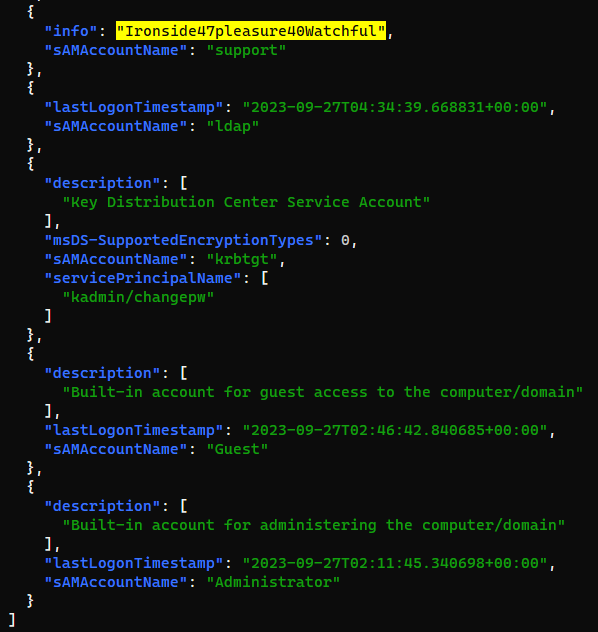 {
"info": "Ironside47pleasure40Watchful",
"sAMAccountName": "support"
},
{
"lastLogonTimestamp": "2023-09-27T04:34:39.668831+00:00",
"sAMAccountName": "ldap"
},
{
"description": [
"Key Distribution Center Service Account"
],
"msDS-SupportedEncryptionTypes": 0,
"sAMAccountName": "krbtgt",
"servicePrincipalName": [
"kadmin/changepw"
]
},
{
"description": [
"Built-in account for guest access to the computer/domain"
],
"lastLogonTimestamp": "2023-09-27T02:46:42.840685+00:00",
"sAMAccountName": "Guest"
},
{
"description": [
"Built-in account for administering the computer/domain"
],
"lastLogonTimestamp": "2023-09-27T02:11:45.340698+00:00",
"sAMAccountName": "Administrator"
}
]